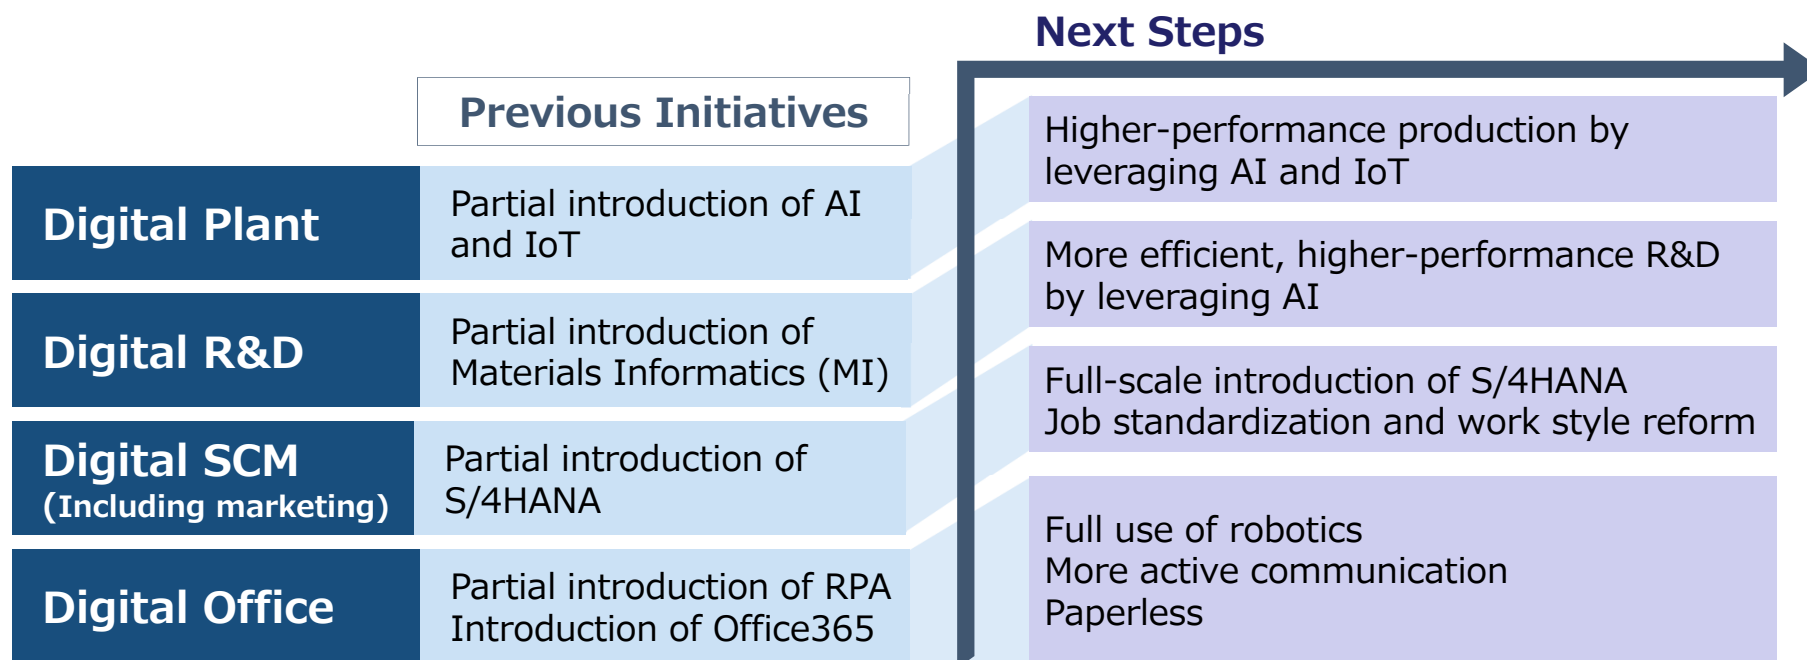 Next Steps
Previous Initiatives
Digital Plant
Partial introduction of AI
and IoT
Higher-performance production by
leveraging AI and IoT
Digital R&D
Partial introduction of
Materials Informatics (MI)
More efficient, higher-performance R&D
by leveraging AI
Digital SCM
(Including marketing)
Partial introduction of
S/4HANA
Full-scale introduction of S/4HANA
Job standardization and work style reform
Digital Office
Partial introduction of RPA
Introduction of Office365
Full use of robotics
More active communication
Paperless